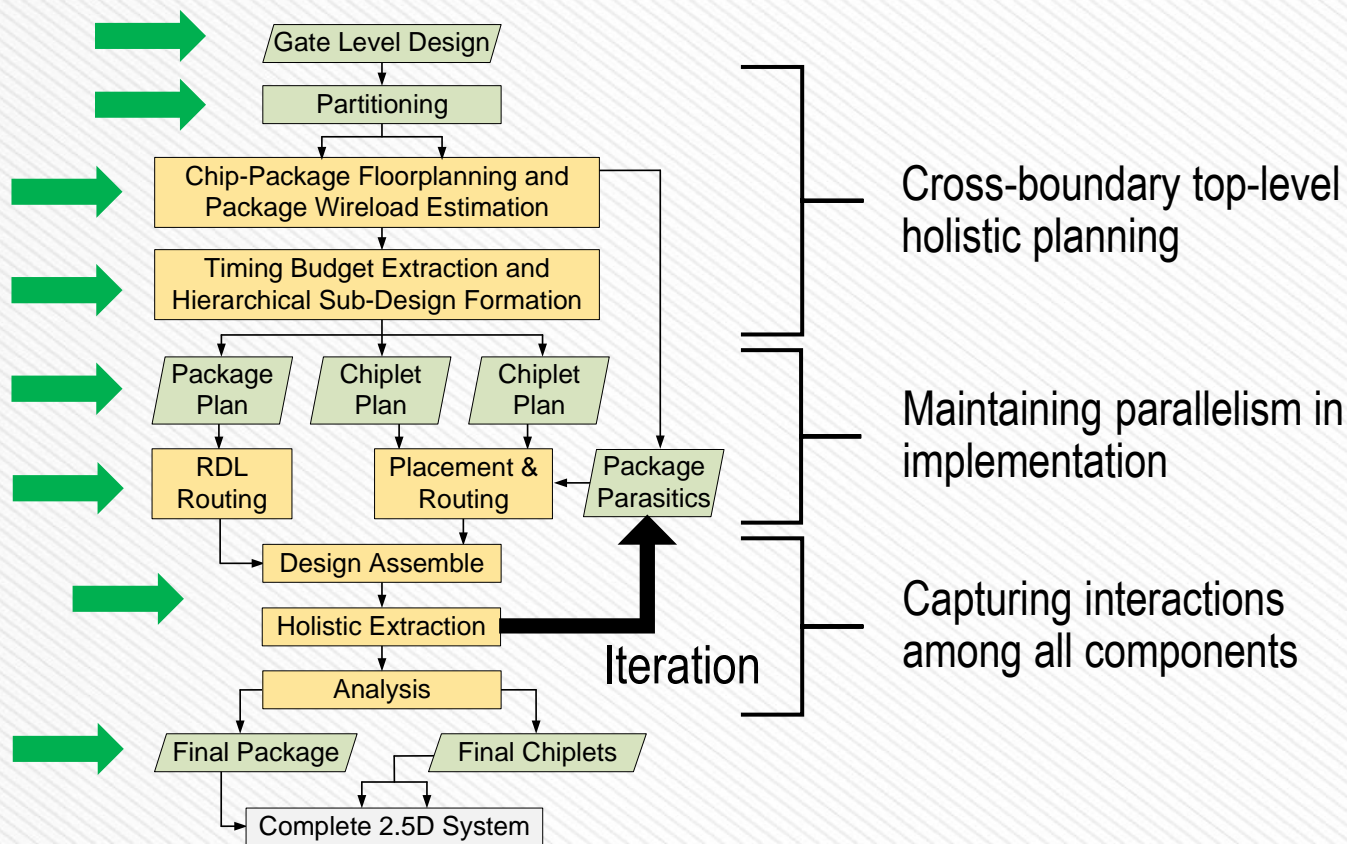 Gate Level Design
Partitioning
Chip-Package Floorplanning and
Package Wireload Estimation
Timing Budget Extraction and
Hierarchical Sub-Design Formation
Package
Plan
Chiplet
Plan
Chiplet
Plan
RDL
Routing
Placement &
Routing
Package
Parasitics
Design Assemble
Holistic Extraction
Iteration
Analysis
Final Package
Final Chiplets
Complete 2.5D System
Cross-boundary top-level
holistic planning
Maintaining parallelism in
implementation
Capturing interactions
among all components